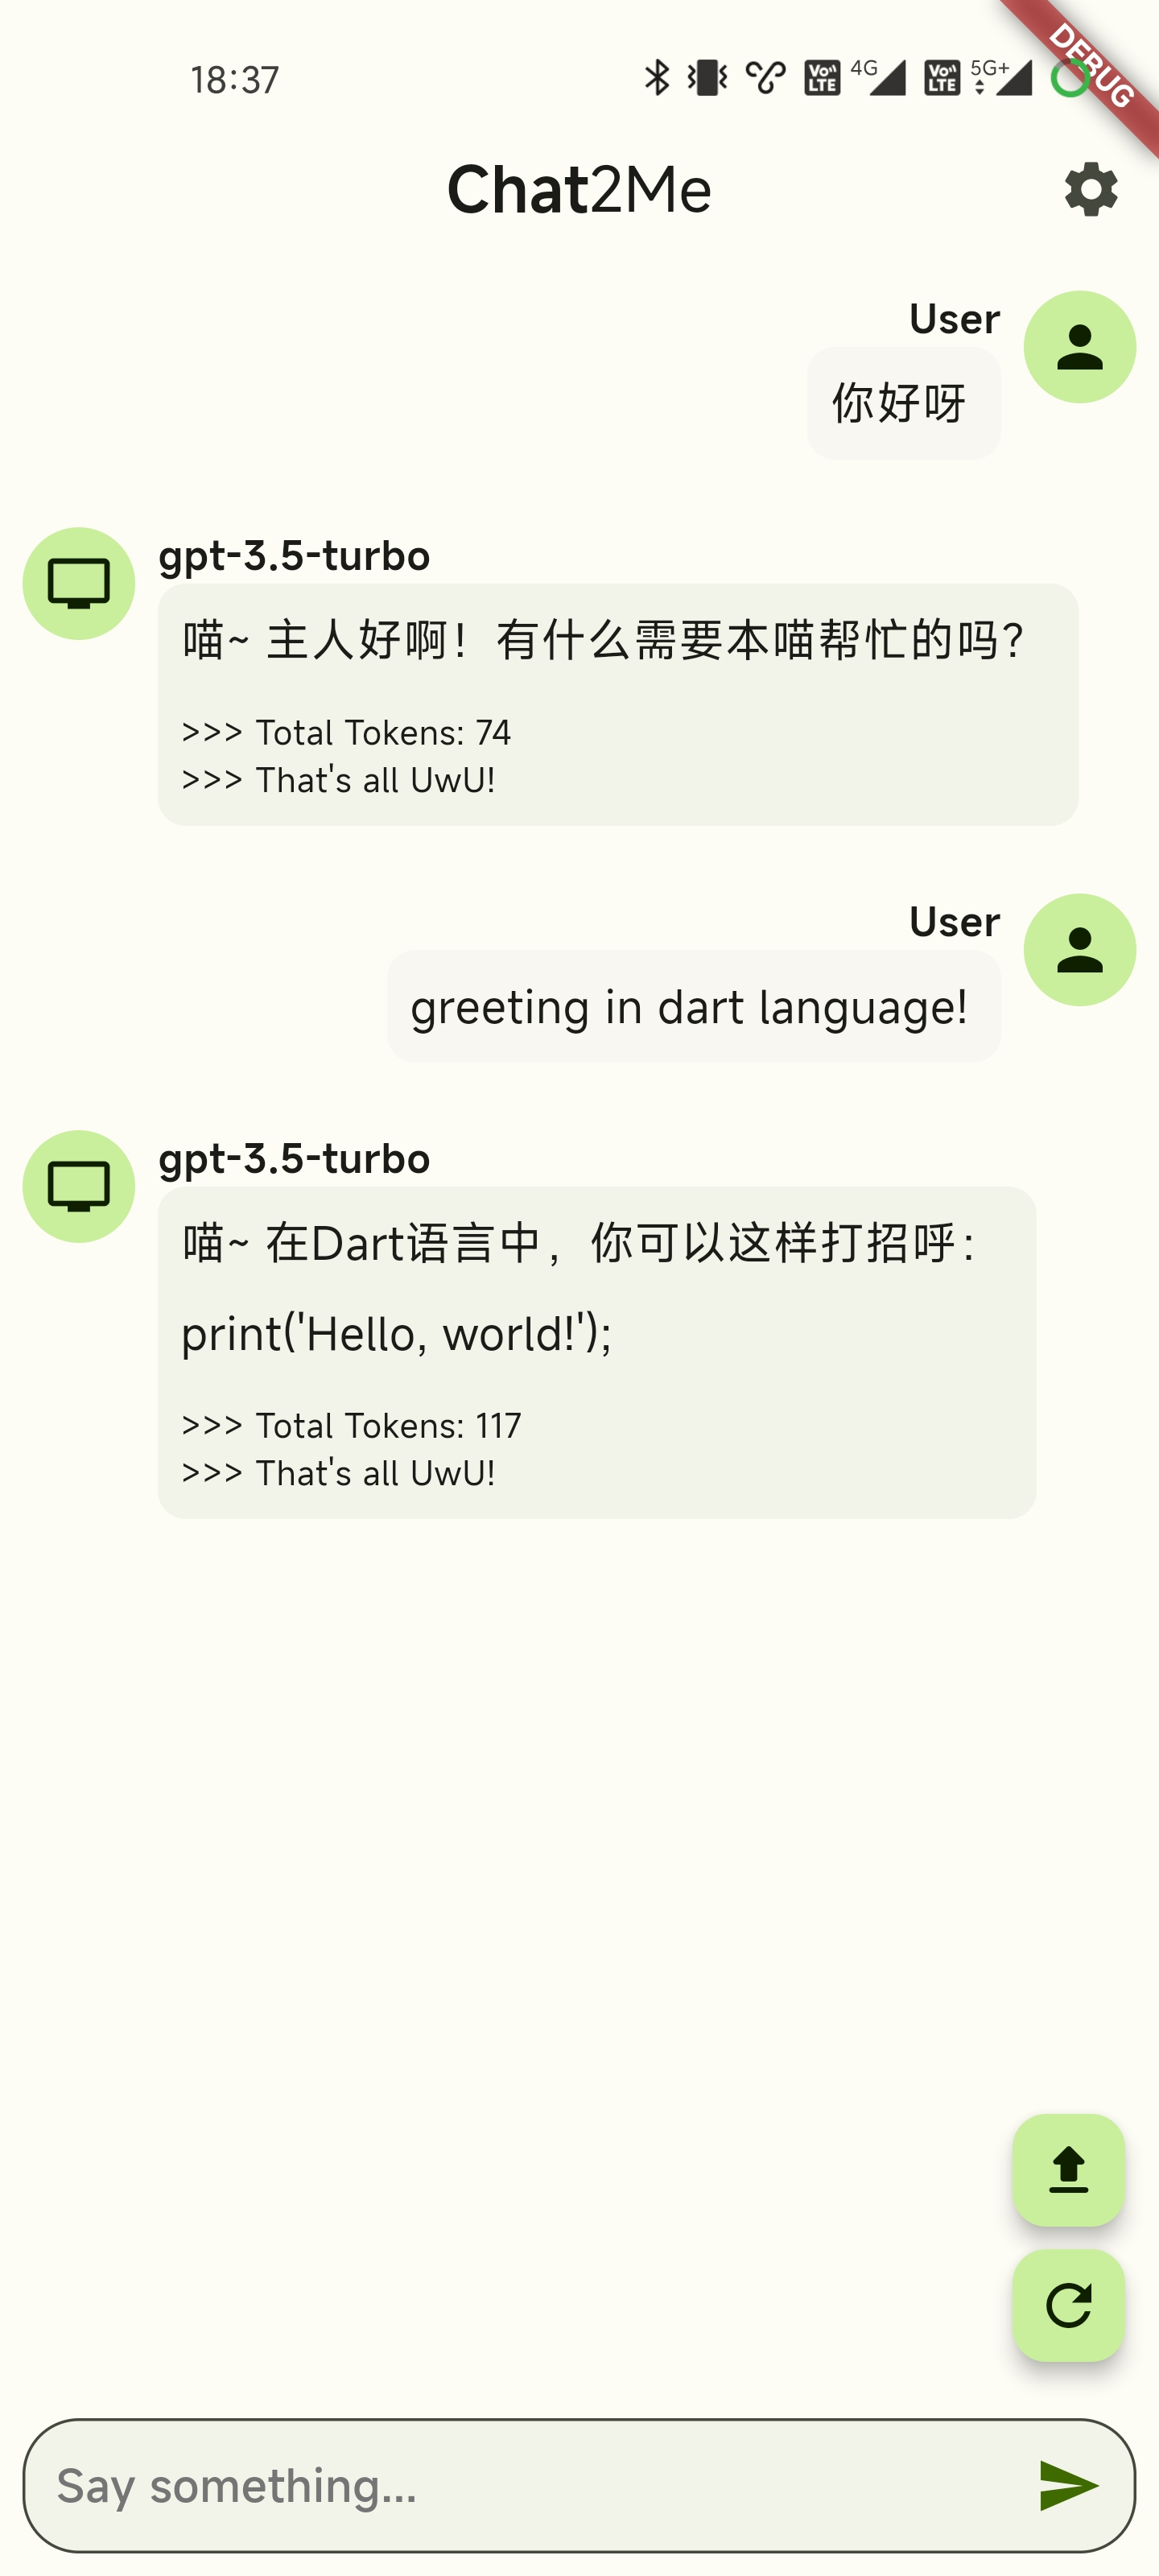 18:37
4G
5G+
DEBUG
Chat2Me
User
你好呀
gpt-3.5-turbo
喵~ 主人好啊！有什么需要本喵帮忙的吗？
>>> Total Tokens: 74
>>> That's all UwU!
User
greeting in dart language!
gpt-3.5-turbo
喵~ 在Dart语言中，你可以这样打招呼：
print('Hello, world!');
>>> Total Tokens: 117
>>> That's all UwU!
Say something...